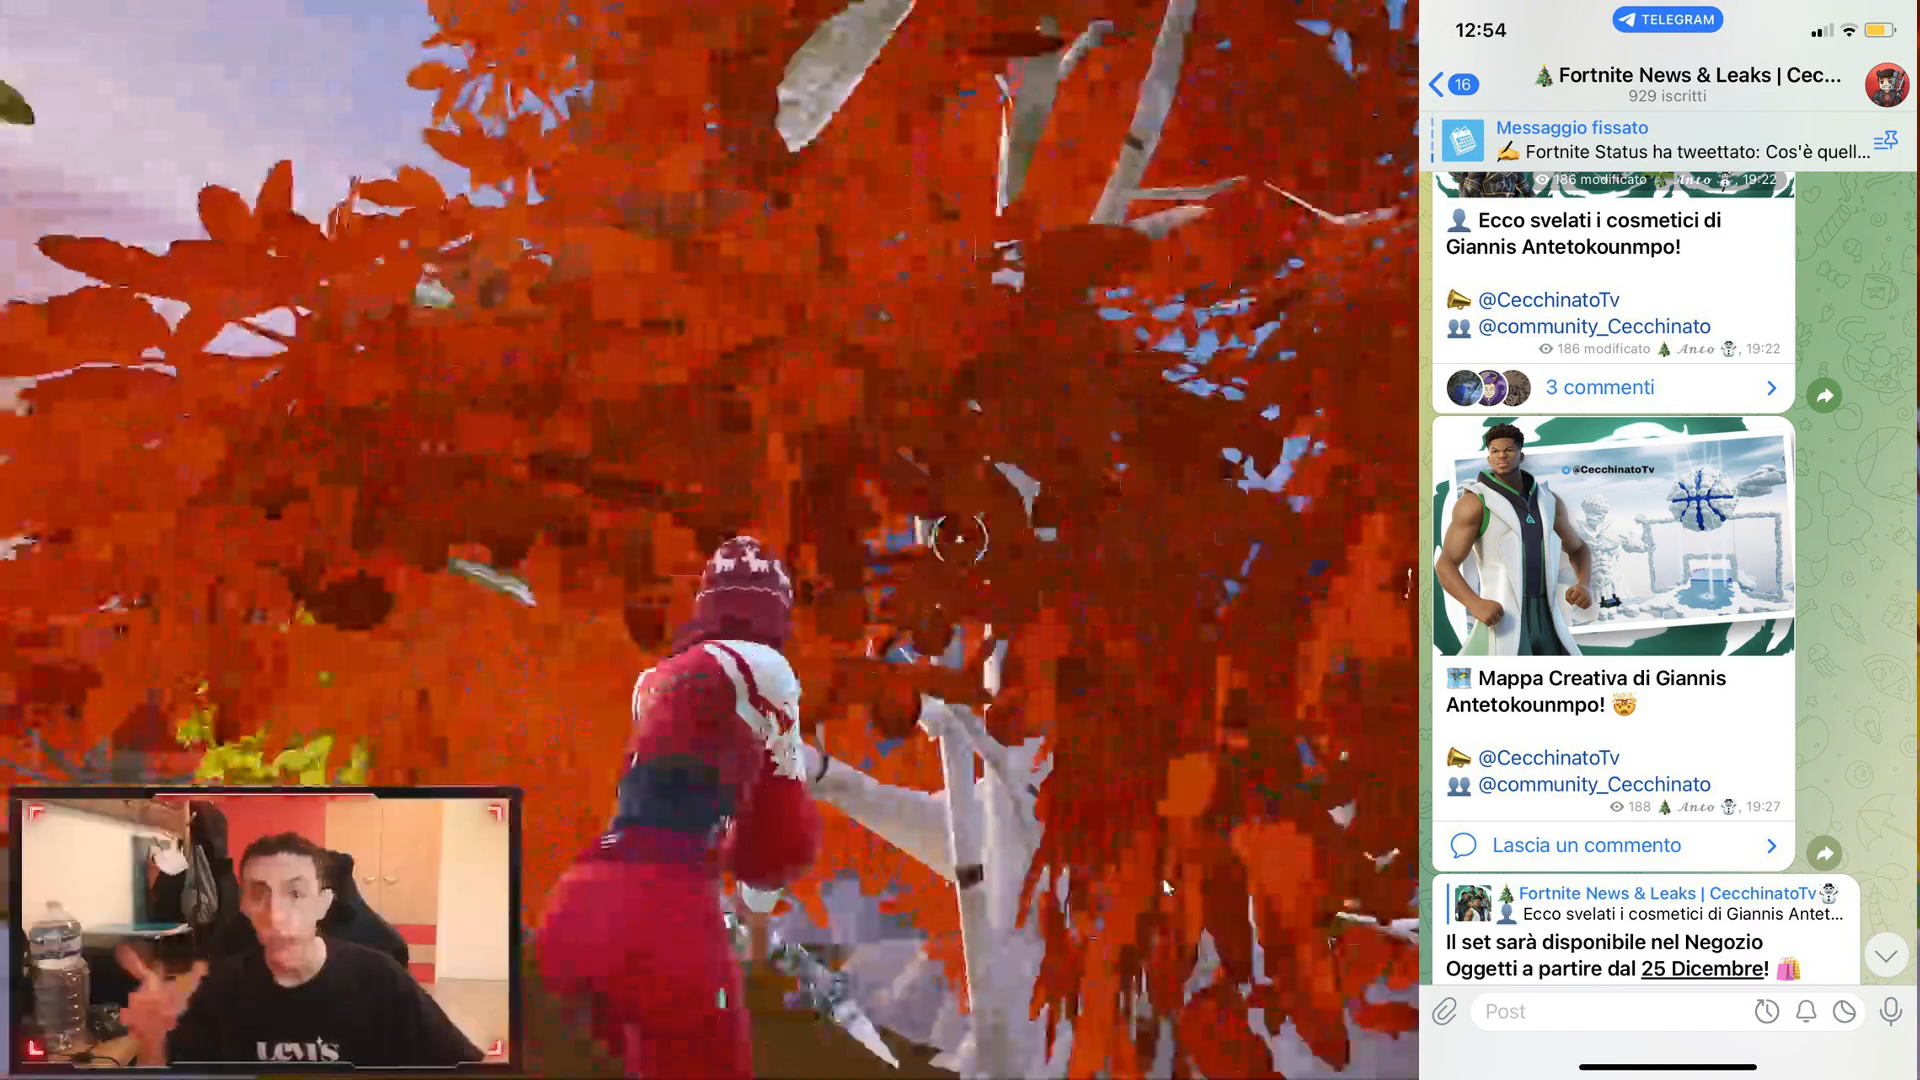 12:54
TELEGRAM
16
🎄 Fortnite News & Leaks | Cec...
929 iscritti
Messaggio fissato
✍️ Fortnite Status ha tweettato: Cos'è quell...
186 modificato 🎄 𝓐𝓷𝓽𝓸 ☃️, 19:22
👤 Ecco svelati i cosmetici di
Giannis Antetokounmpo!
📣 @CecchinatoTv
👥 @community_Cecchinato
186 modificato 🎄 𝓐𝓷𝓽𝓸 ☃️, 19:22
3 commenti
@CecchinatoTv
🗺️ Mappa Creativa di Giannis
Antetokounmpo! 🤯
📣 @CecchinatoTv
👥 @community_Cecchinato
188 🎄 𝓐𝓷𝓽𝓸 ☃️, 19:27
Lascia un commento
🎄 Fortnite News & Leaks | CecchinatoTv☃️
👤 Ecco svelati i cosmetici di Giannis Antet...
Il set sarà disponibile nel Negozio
Oggetti a partire dal 25 Dicembre! 🛍️
Post
Levi's